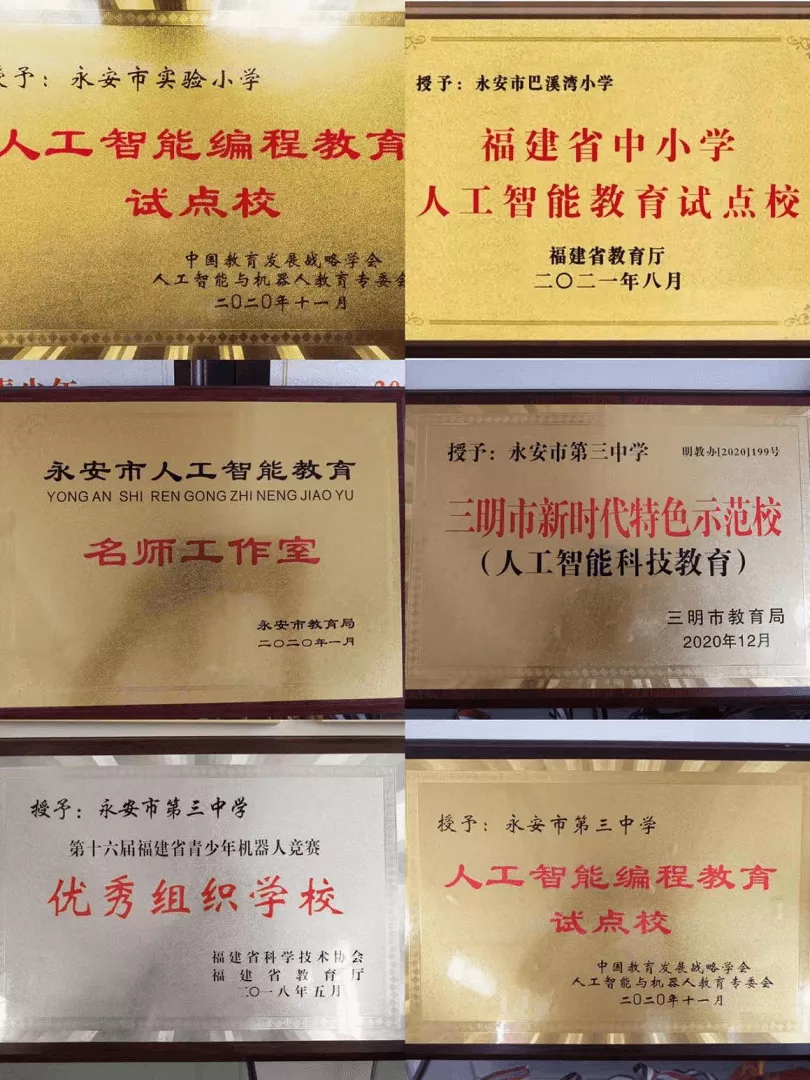 授予：永安市实验小学
人工智能编程教育
试点校
中国教育发展战略学会
人工智能与机器人教育专委会
二〇二〇年十一月
授予：永安市巴溪湾小学
福建省中小学
人工智能教育试点校
福建省教育厅
二〇二一年八月
永安市人工智能教育
YONG AN SHI REN GONG ZHI NENG JIAO YU
名师工作室
永安市教育局
二〇二〇年一月
授予：永安市第三中学 明教办[2020]199号
三明市新时代特色示范校
（人工智能科技教育）
三明市教育局
2020年12月
授予：永安市第三中学
第十六届福建省青少年机器人竞赛
优秀组织学校
福建省科学技术协会
福建省教育厅
二〇一八年五月
授予：永安市第三中学
人工智能编程教育
试点校
中国教育发展战略学会
人工智能与机器人教育专委会
二〇二〇年十一月